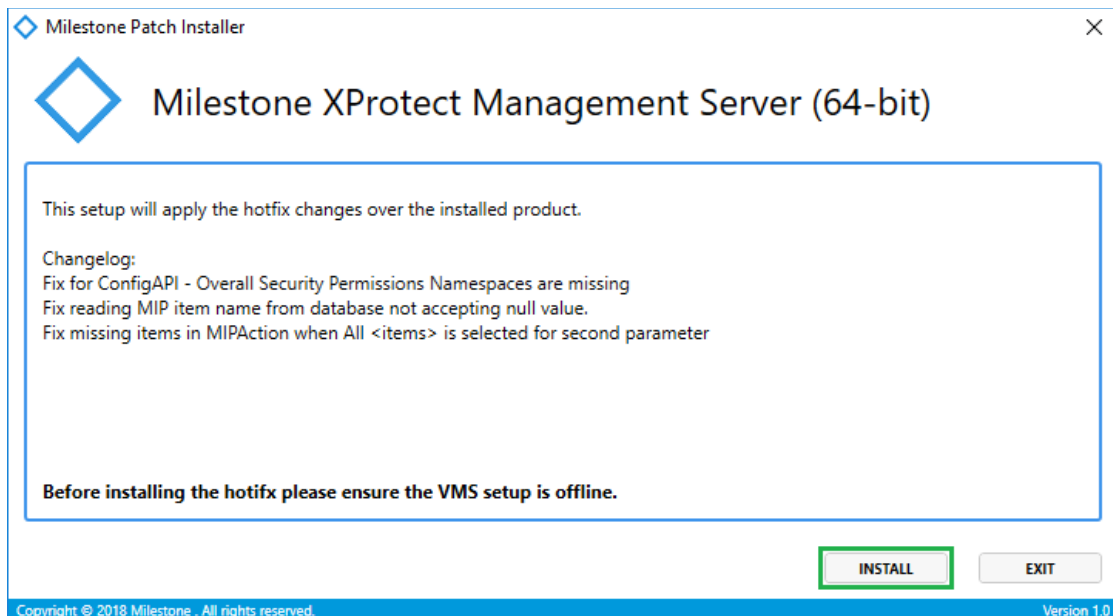 Milestone Patch Installer
Milestone XProtect Management Server (64-bit)
This setup will apply the hotfix changes over the installed product.
Changelog:
Fix for ConfigAPI - Overall Security Permissions Namespaces are missing
Fix reading MIP item name from database not accepting null value.
Fix missing items in MIPAction when All <items> is selected for second parameter
Before installing the hotifx please ensure the VMS setup is offline.
INSTALL
EXIT
Copyright © 2018 Milestone . All rights reserved.
Version 1.0